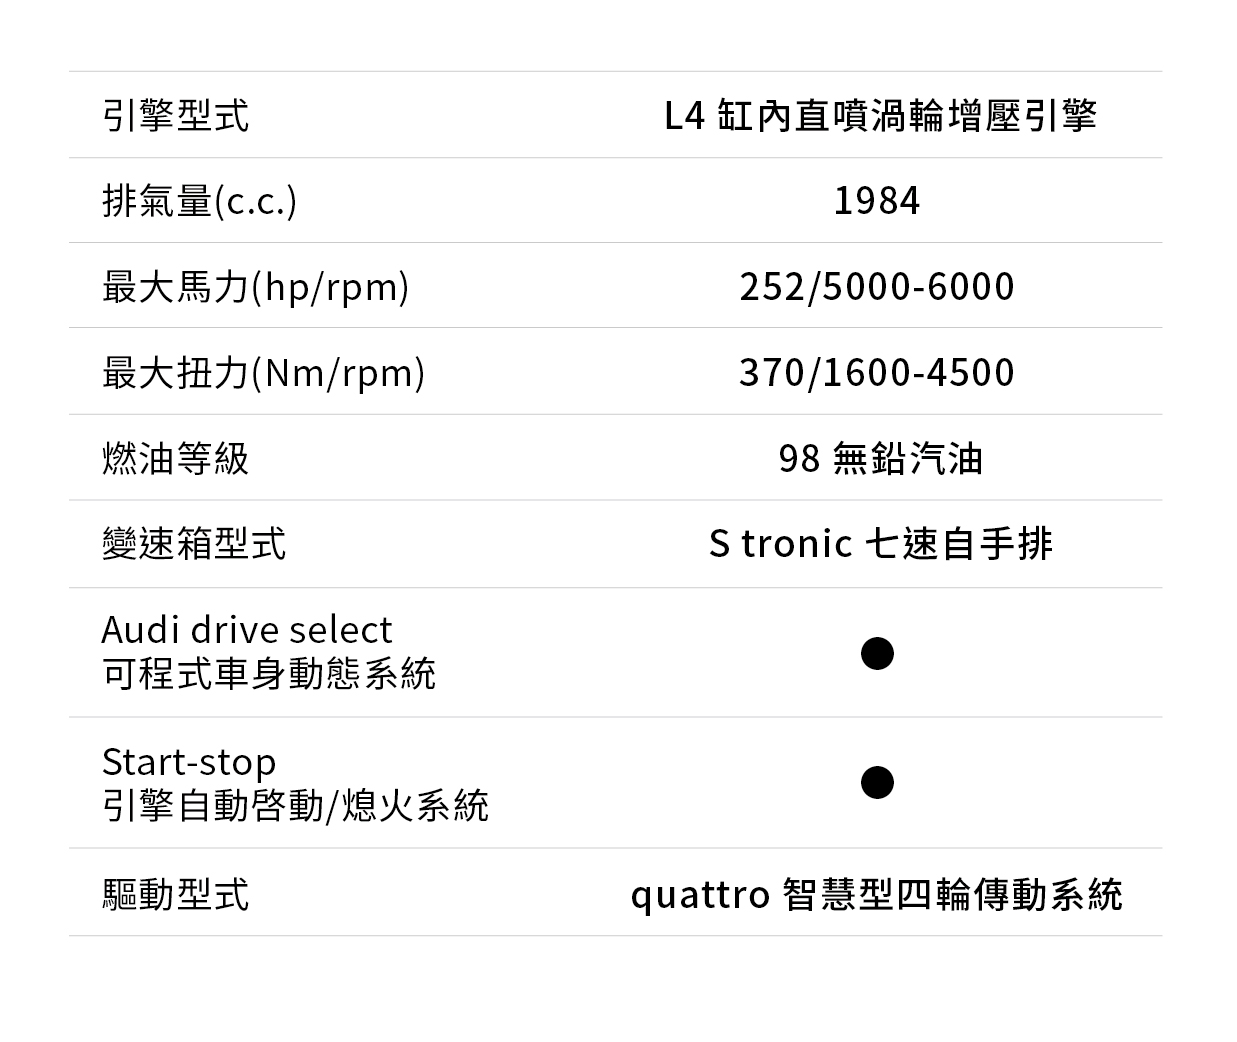 引擎型式 L4 缸內直噴渦輪增壓引擎
排氣量(c.c.) 1984
最大馬力(hp/rpm) 252/5000-6000
最大扭力(Nm/rpm) 370/1600-4500
燃油等級 98 無鉛汽油
變速箱型式 S tronic 七速自手排
Audi drive select
可程式車身動態系統 ●
Start-stop
引擎自動啓動/熄火系統 ●
驅動型式 quattro 智慧型四輪傳動系統